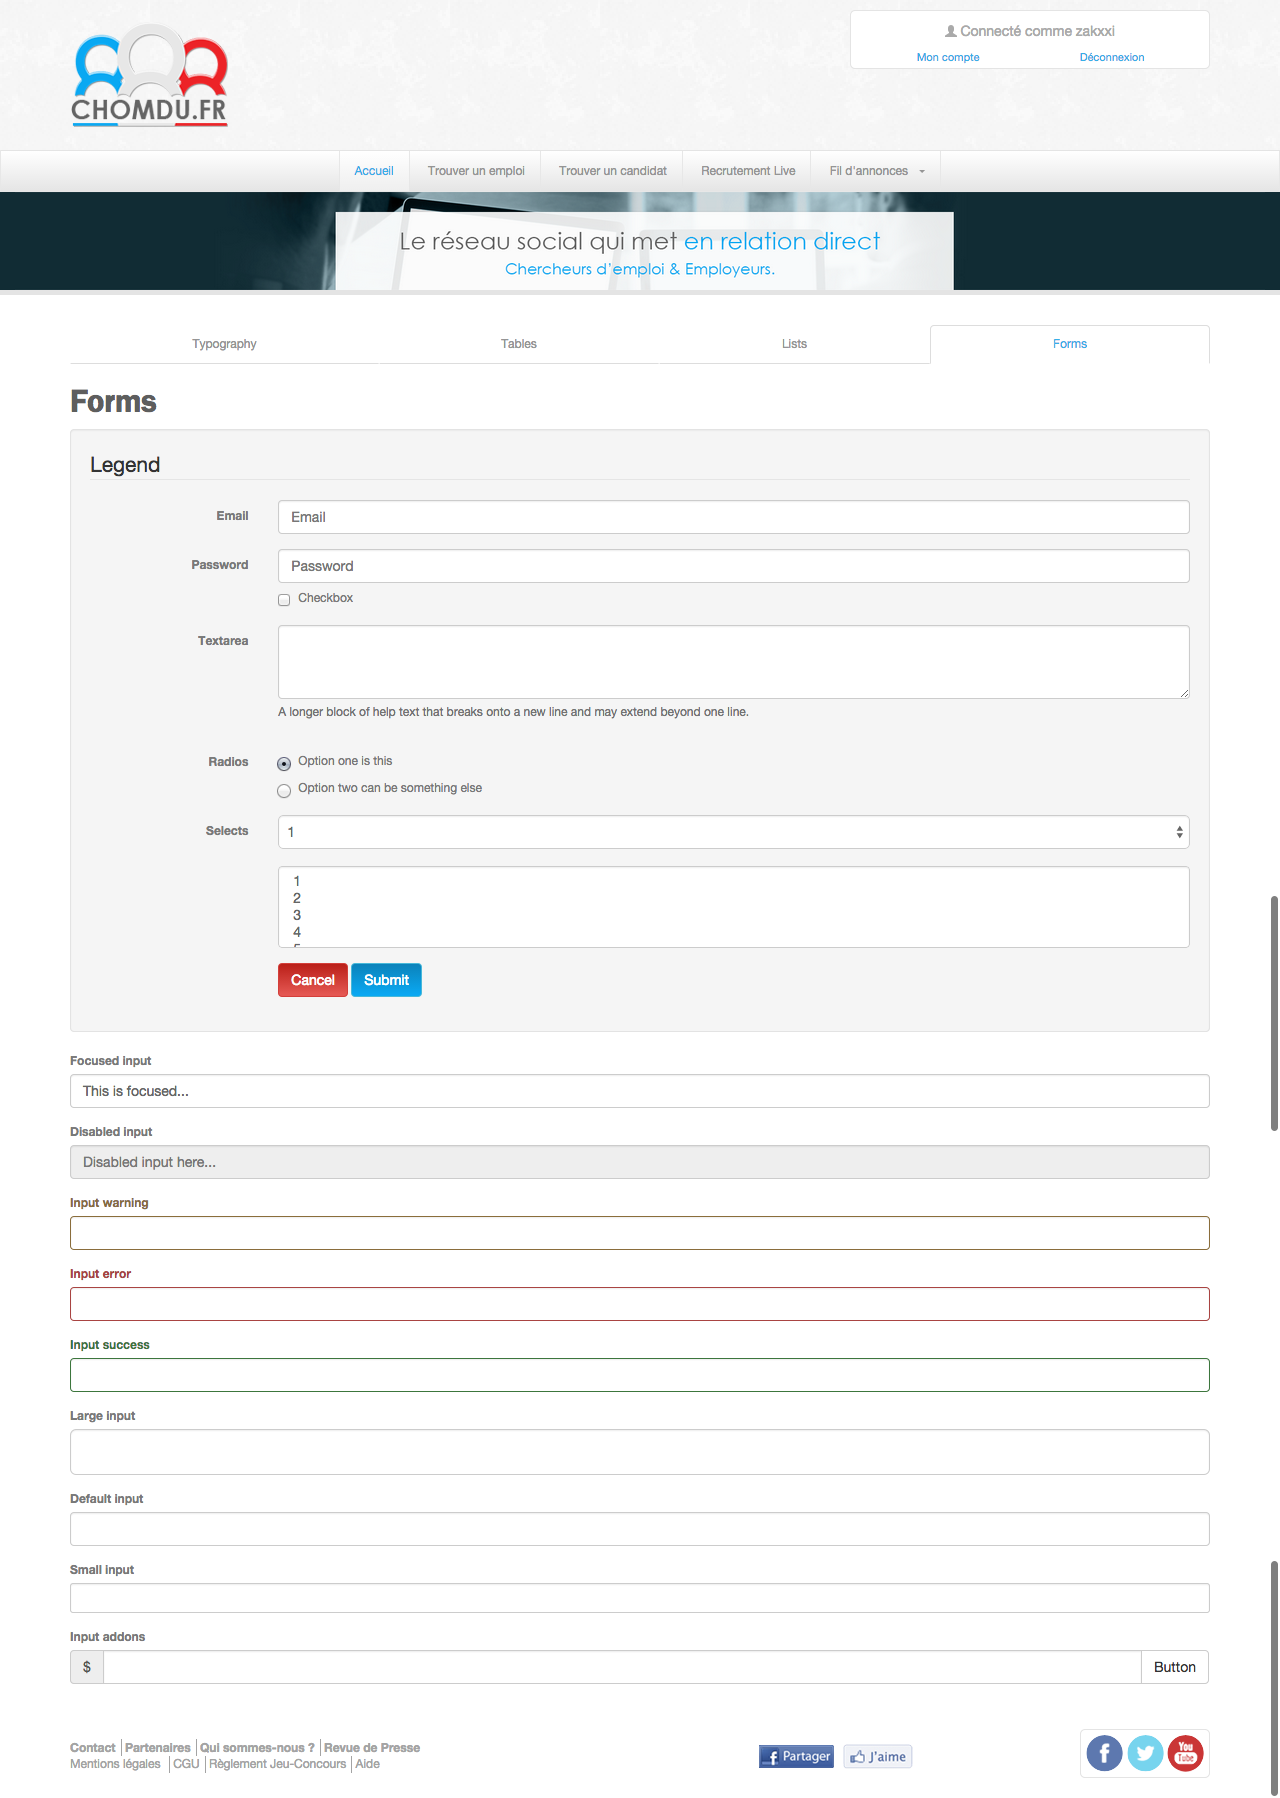 CHOMDU.FR
Connecté comme zakxxi
Mon compte Déconnexion
Accueil Trouver un emploi Trouver un candidat Recrutement Live Fil d'annonces
Le réseau social qui met en relation direct
Chercheurs d'emploi & Employeurs.
Typography Tables Lists Forms
Forms
Legend
Email Email
Password Password
Checkbox
Textarea
A longer block of help text that breaks onto a new line and may extend beyond one line.
Radios Option one is this
Option two can be something else
Selects 1
1
2
3
4
5
Cancel Submit
Focused input
This is focused...
Disabled input
Disabled input here...
Input warning
Input error
Input success
Large input
Default input
Small input
Input addons
$ Button
Contact Partenaires Qui sommes-nous ? Revue de Presse
Mentions légales CGU Règlement Jeu-Concours Aide
f Partager J'aime
f You Tube